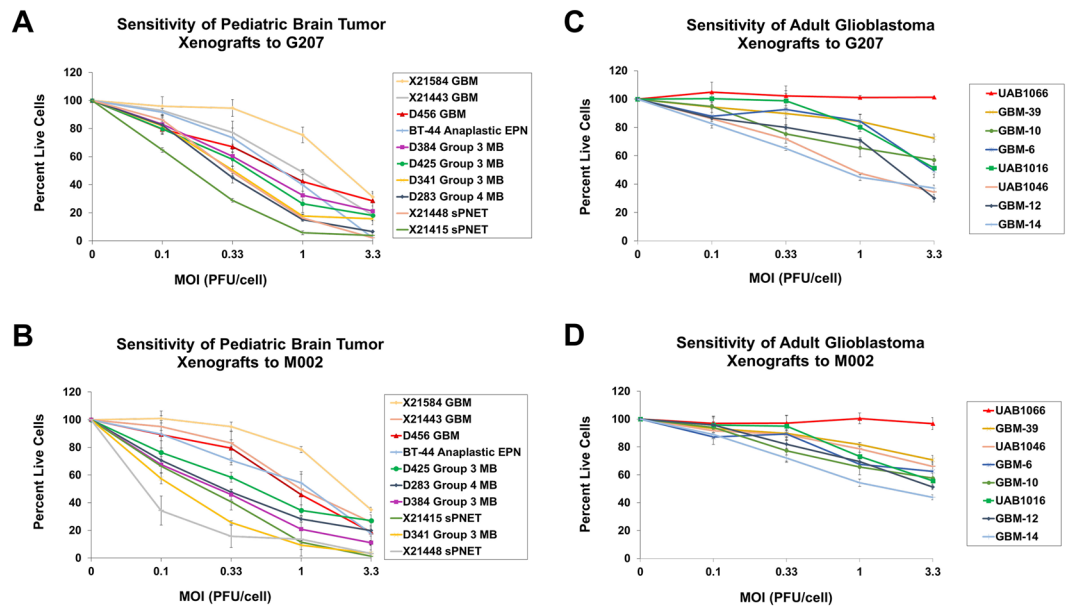 A
Sensitivity of Pediatric Brain Tumor
Xenografts to G207
Percent Live Cells
120
100
80
60
40
20
0
0
0.1
0.33
1
3.3
MOI (PFU/cell)
X21584 GBM
X21443 GBM
D456 GBM
BT-44 Anaplastic EPN
D384 Group 3 MB
D425 Group 3 MB
D341 Group 3 MB
D283 Group 4 MB
X21448 sPNET
X21415 sPNET
B
Sensitivity of Pediatric Brain Tumor
Xenografts to M002
Percent Live Cells
120
100
80
60
40
20
0
0
0.1
0.33
1
3.3
MOI (PFU/cell)
X21584 GBM
X21443 GBM
D456 GBM
BT-44 Anaplastic EPN
D425 Group 3 MB
D283 Group 4 MB
D384 Group 3 MB
X21415 sPNET
D341 Group 3 MB
X21448 sPNET
C
Sensitivity of Adult Glioblastoma
Xenografts to G207
Percent Live Cells
120
100
80
60
40
20
0
0
0.1
0.33
1
3.3
MOI (PFU/cell)
UAB1066
GBM-39
GBM-10
GBM-6
UAB1016
UAB1046
GBM-12
GBM-14
D
Sensitivity of Adult Glioblastoma
Xenografts to M002
Percent Live Cells
120
100
80
60
40
20
0
0
0.1
0.33
1
3.3
MOI (PFU/cell)
UAB1066
GBM-39
UAB1046
GBM-6
GBM-10
UAB1016
GBM-12
GBM-14